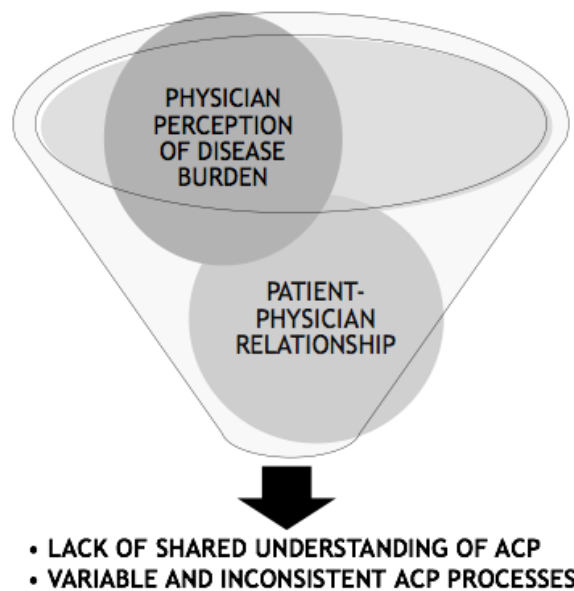 PHYSICIAN
PERCEPTION
OF DISEASE
BURDEN
PATIENT-
PHYSICIAN
RELATIONSHIP
• LACK OF SHARED UNDERSTANDING OF ACP
• VARIABLE AND INCONSISTENT ACP PROCESSES